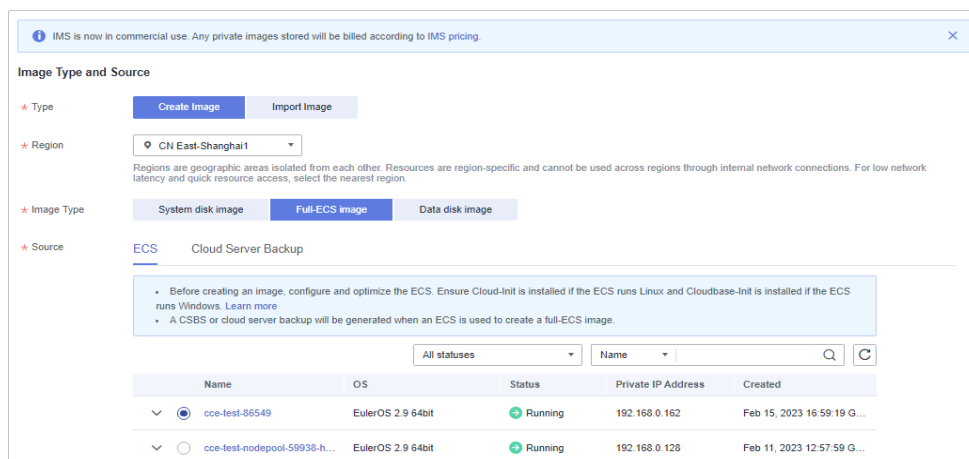 IMS is now in commercial use. Any private images stored will be billed according to IMS pricing.
Image Type and Source
* Type
Create Image
Import Image
* Region
CN East-Shanghai1
Regions are geographic areas isolated from each other. Resources are region-specific and cannot be used across regions through internal network connections. For low network
latency and quick resource access, select the nearest region.
* Image Type
System disk image
Full-ECS image
Data disk image
* Source
ECS
Cloud Server Backup
• Before creating an image, configure and optimize the ECS. Ensure Cloud-Init is installed if the ECS runs Linux and Cloudbase-Init is installed if the ECS
runs Windows. Learn more
• A CSBS or cloud server backup will be generated when an ECS is used to create a full-ECS image.
All statuses
Name
Name OS Status Private IP Address Created
cce-test-86549 EulerOS 2.9 64bit Running 192.168.0.162 Feb 15, 2023 16:59:19 G...
cce-test-nodepool-59938-h... EulerOS 2.9 64bit Running 192.168.0.128 Feb 11, 2023 12:57:59 G...